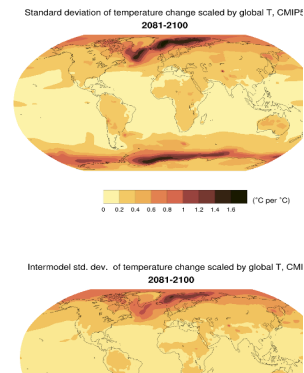 Standard deviation of temperature change scaled by global T, CMIP5
2081-2100
0 0.2 0.4 0.6 0.8 1 1.2 1.4 1.6 (°C per °C)
Intermodel std. dev. of temperature change scaled by global T, CMI
2081-2100